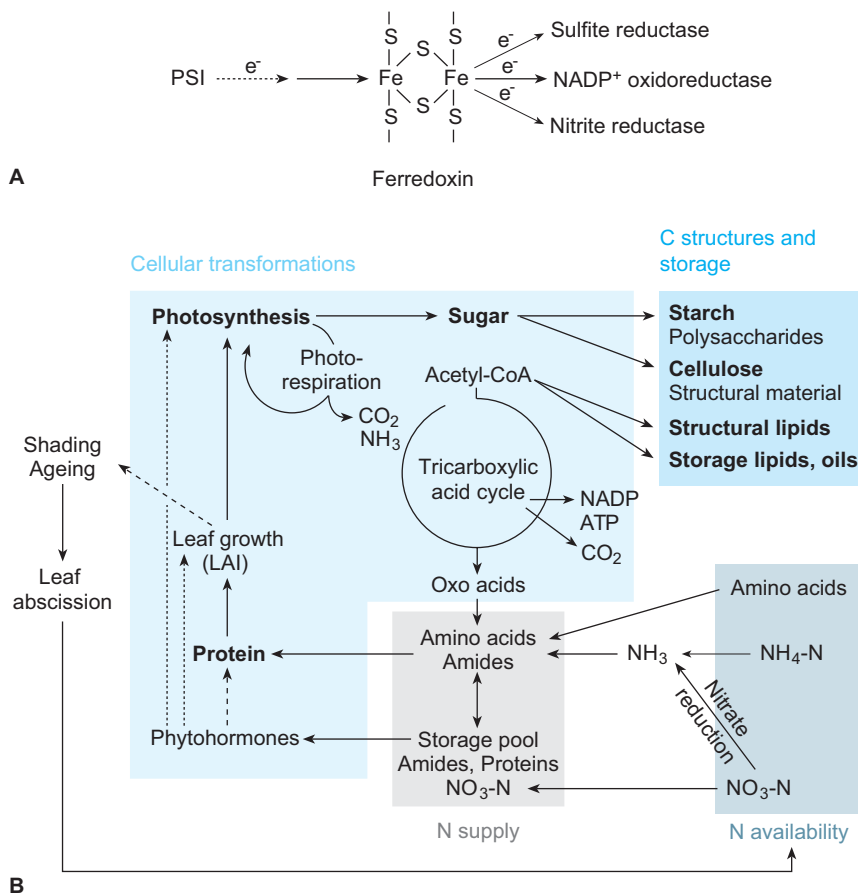 S S
S
Sulfite reductase
e-
PSI e- Fe Fe e- NADP+ oxidoreductase
e-
S
S S
Nitrite reductase
Ferredoxin
A
C structures and
storage
Cellular transformations
Photosynthesis
Sugar
Starch
Polysaccharides
Photo-
respiration
CO2
NH3
Acetyl-CoA
Cellulose
Structural material
Structural lipids
Storage lipids, oils
Shading
Ageing
Tricarboxylic
acid cycle
NADP
ATP
CO2
Leaf growth
(LAI)
Leaf
abscission
Oxo acids
Amino acids
Protein
Amino acids
Amides
NH3
NH4-N
Nitrate
reduction
Phytohormones
Storage pool
Amides, Proteins
NO3-N
NO3-N
N supply
N availability
B